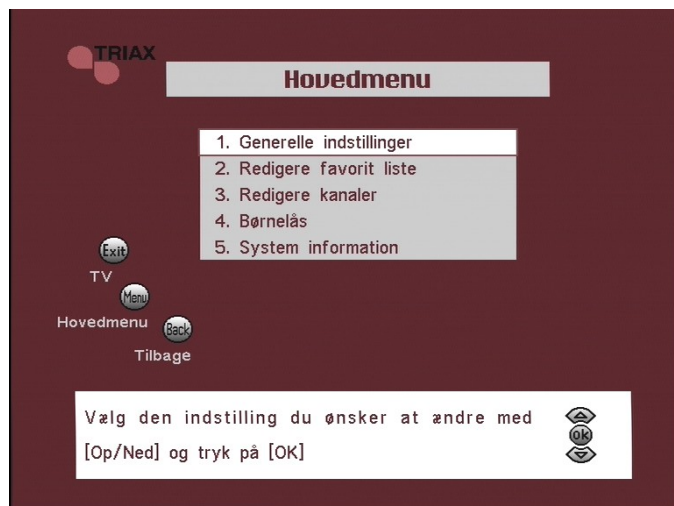 TRIAX
Hovedmenu
1. Generelle indstillinger
2. Redigere favorit liste
3. Redigere kanaler
4. Børnelås
5. System information
Exit
TV
Menu
Hovedmenu
Back
Tilbage
Vælg den indstilling du ønsker at ændre med
[Op/Ned] og tryk på [OK]
ok